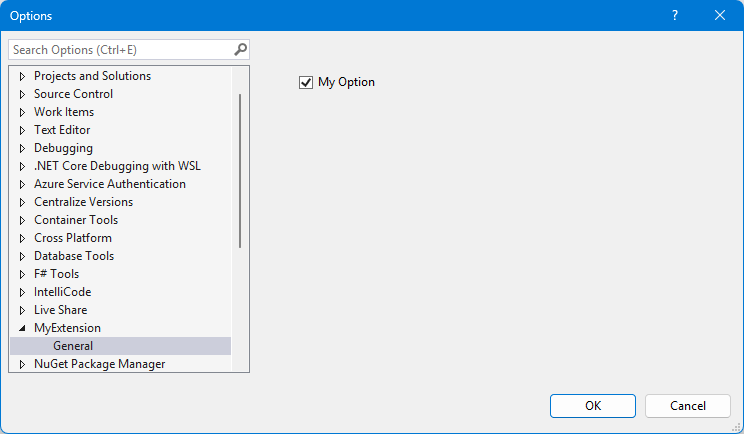 Options
?
Search Options (Ctrl+E)
Projects and Solutions
Source Control
Work Items
Text Editor
Debugging
.NET Core Debugging with WSL
Azure Service Authentication
Centralize Versions
Container Tools
Cross Platform
Database Tools
F# Tools
IntelliCode
Live Share
MyExtension
General
NuGet Package Manager
My Option
OK
Cancel